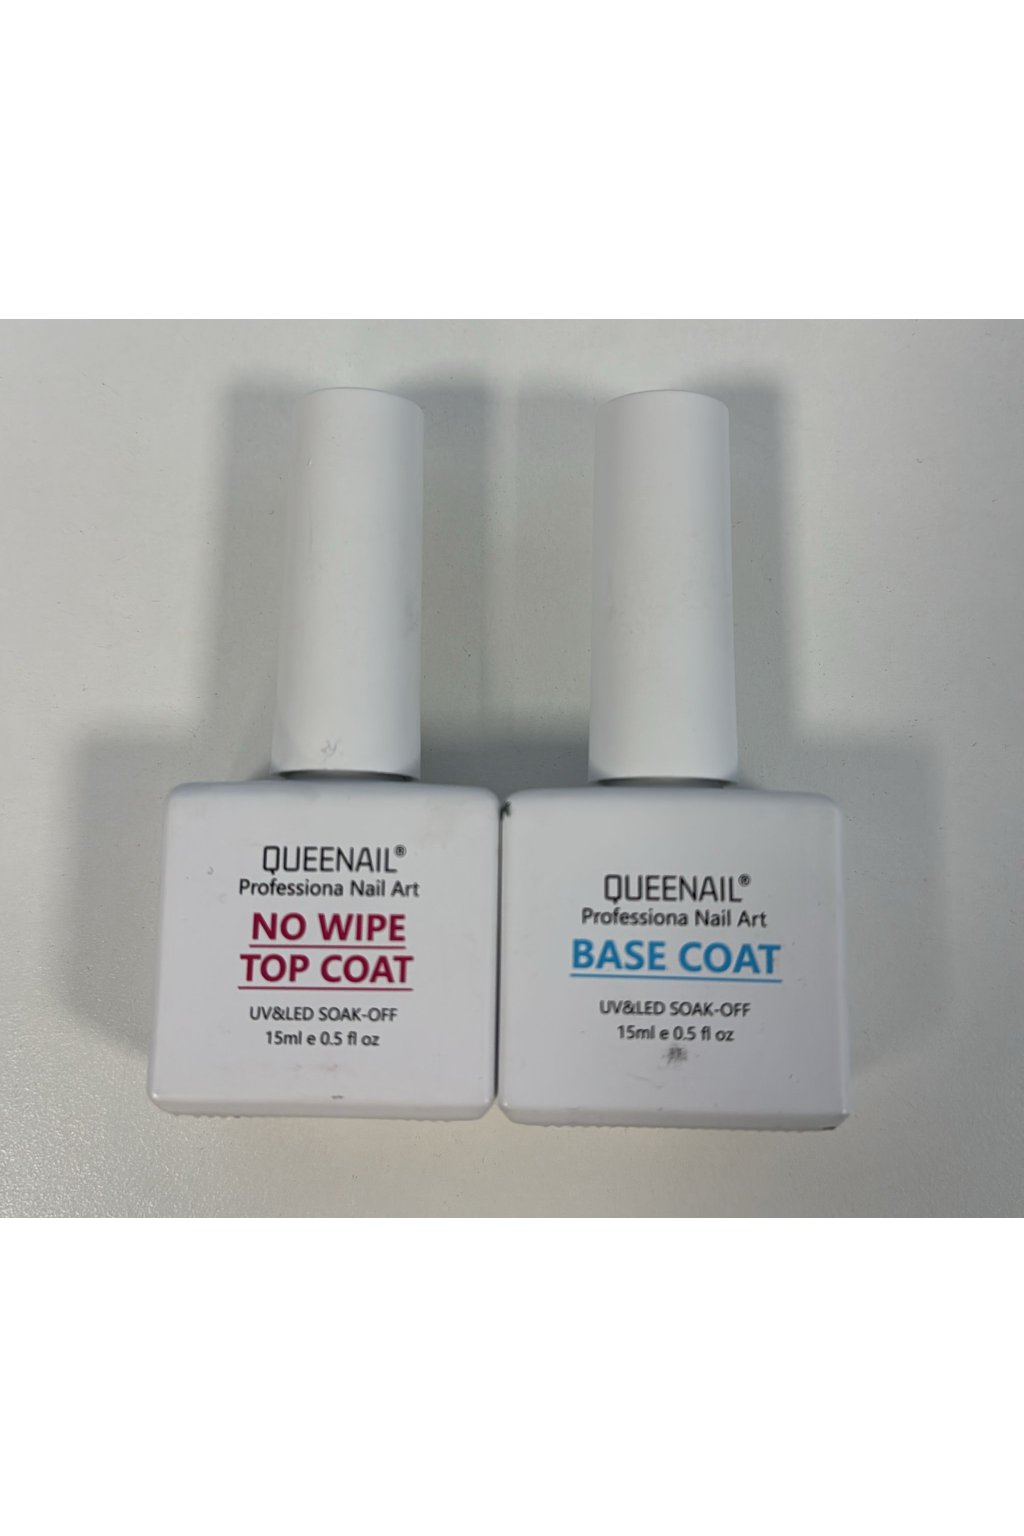 QUEENAIL®
Professiona Nail Art
NO WIPE
TOP COAT
UV&LED SOAK-OFF
15ml e 0.5 fl oz
QUEENAIL®
Professiona Nail Art
BASE COAT
UV&LED SOAK-OFF
15ml e 0.5 fl oz